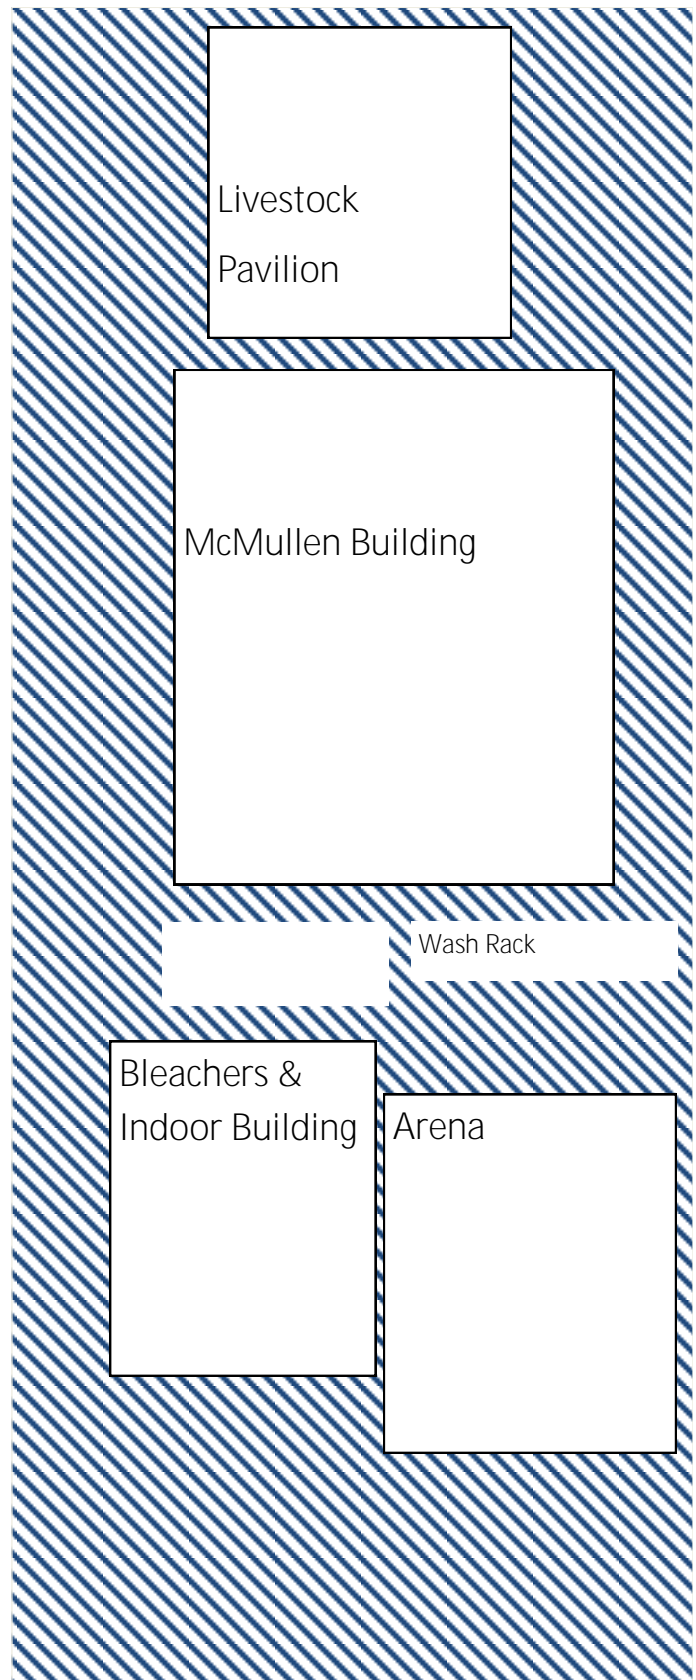 Livestock
Pavilion
McMullen Building
Wash Rack
Bleachers &
Indoor Building
Arena